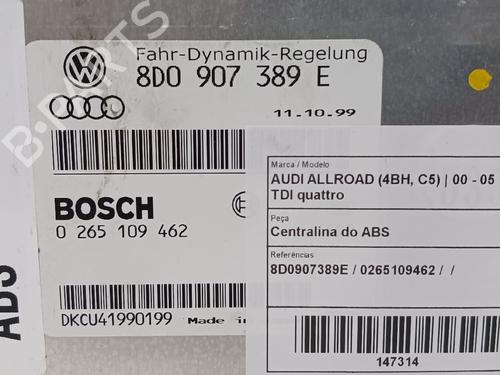 Fahr-Dynamik-Regelung
8D0 907 389 E
11.10.99
BOSCH
0 265 109 462
DKCU41990199 Made in
ABS
Marca / Modelo
AUDI ALLROAD (4BH, C5) | 00 - 05
TDI quattro
Peça
Centralina do ABS
Referências
8D0907389E / 0265109462 / /
147314